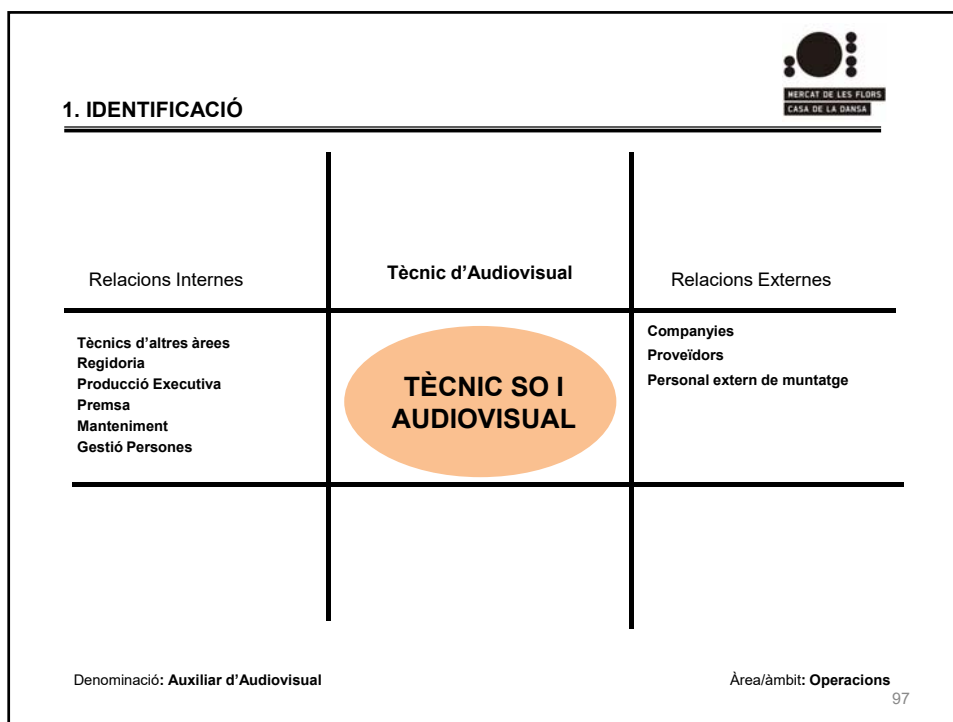 MERCAT DE LES FLORS
CASA DE LA DANSA
1. IDENTIFICACIÓ
Relacions Internes
Tècnic d’Audiovisual
Relacions Externes
Tècnics d’altres àrees
Regidoria
Producció Executiva
Premsa
Manteniment
Gestió Persones
TÈCNIC SO I
AUDIOVISUAL
Companyies
Proveïdors
Personal extern de muntatge
Denominació: Auxiliar d’Audiovisual
Àrea/àmbit: Operacions
97